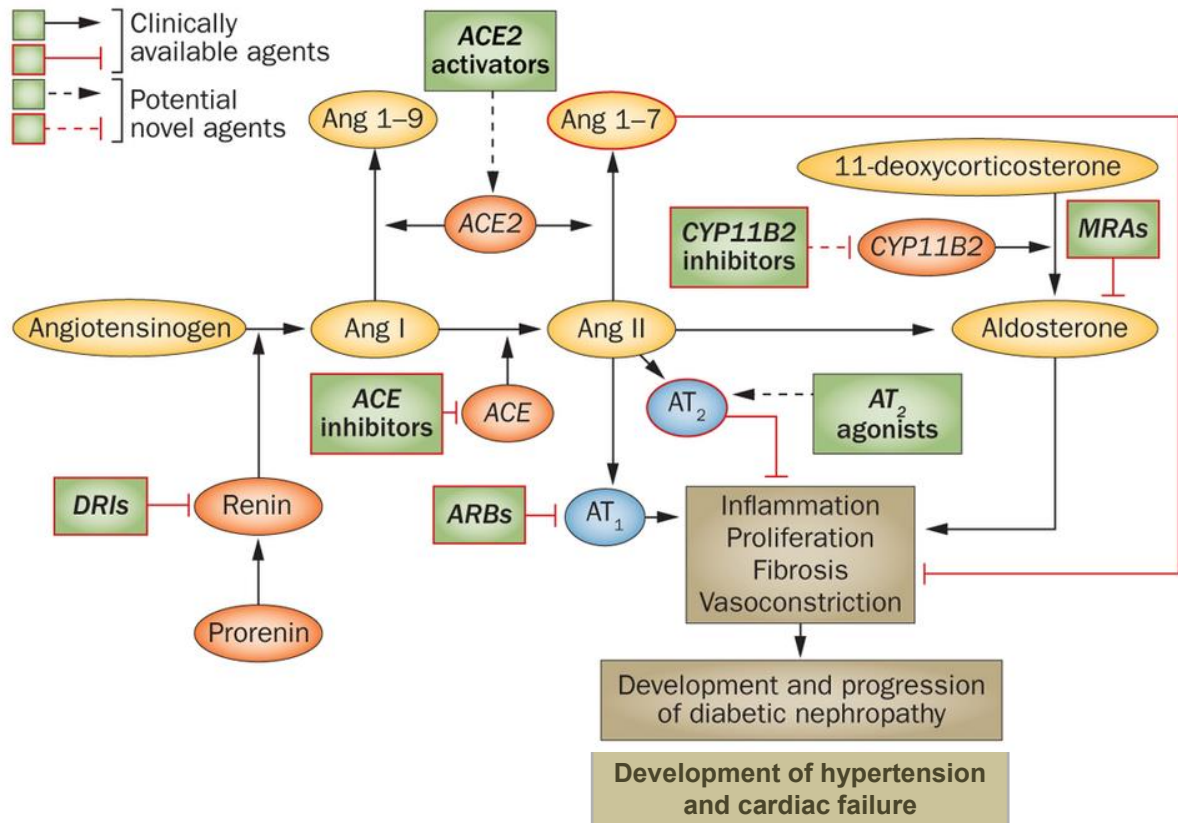 Clinically
available agents
Potential
novel agents
ACE2
activators
Ang 1–9
Ang 1–7
11-deoxycorticosterone
ACE2
CYP11B2
inhibitors
CYP11B2
MRAs
Angiotensinogen
Ang I
Ang II
Aldosterone
ACE
inhibitors
ACE
AT2
AT2
agonists
DRIs
Renin
ARBs
AT1
Inflammation
Proliferation
Fibrosis
Vasoconstriction
Prorenin
Development and progression
of diabetic nephropathy
Development of hypertension
and cardiac failure